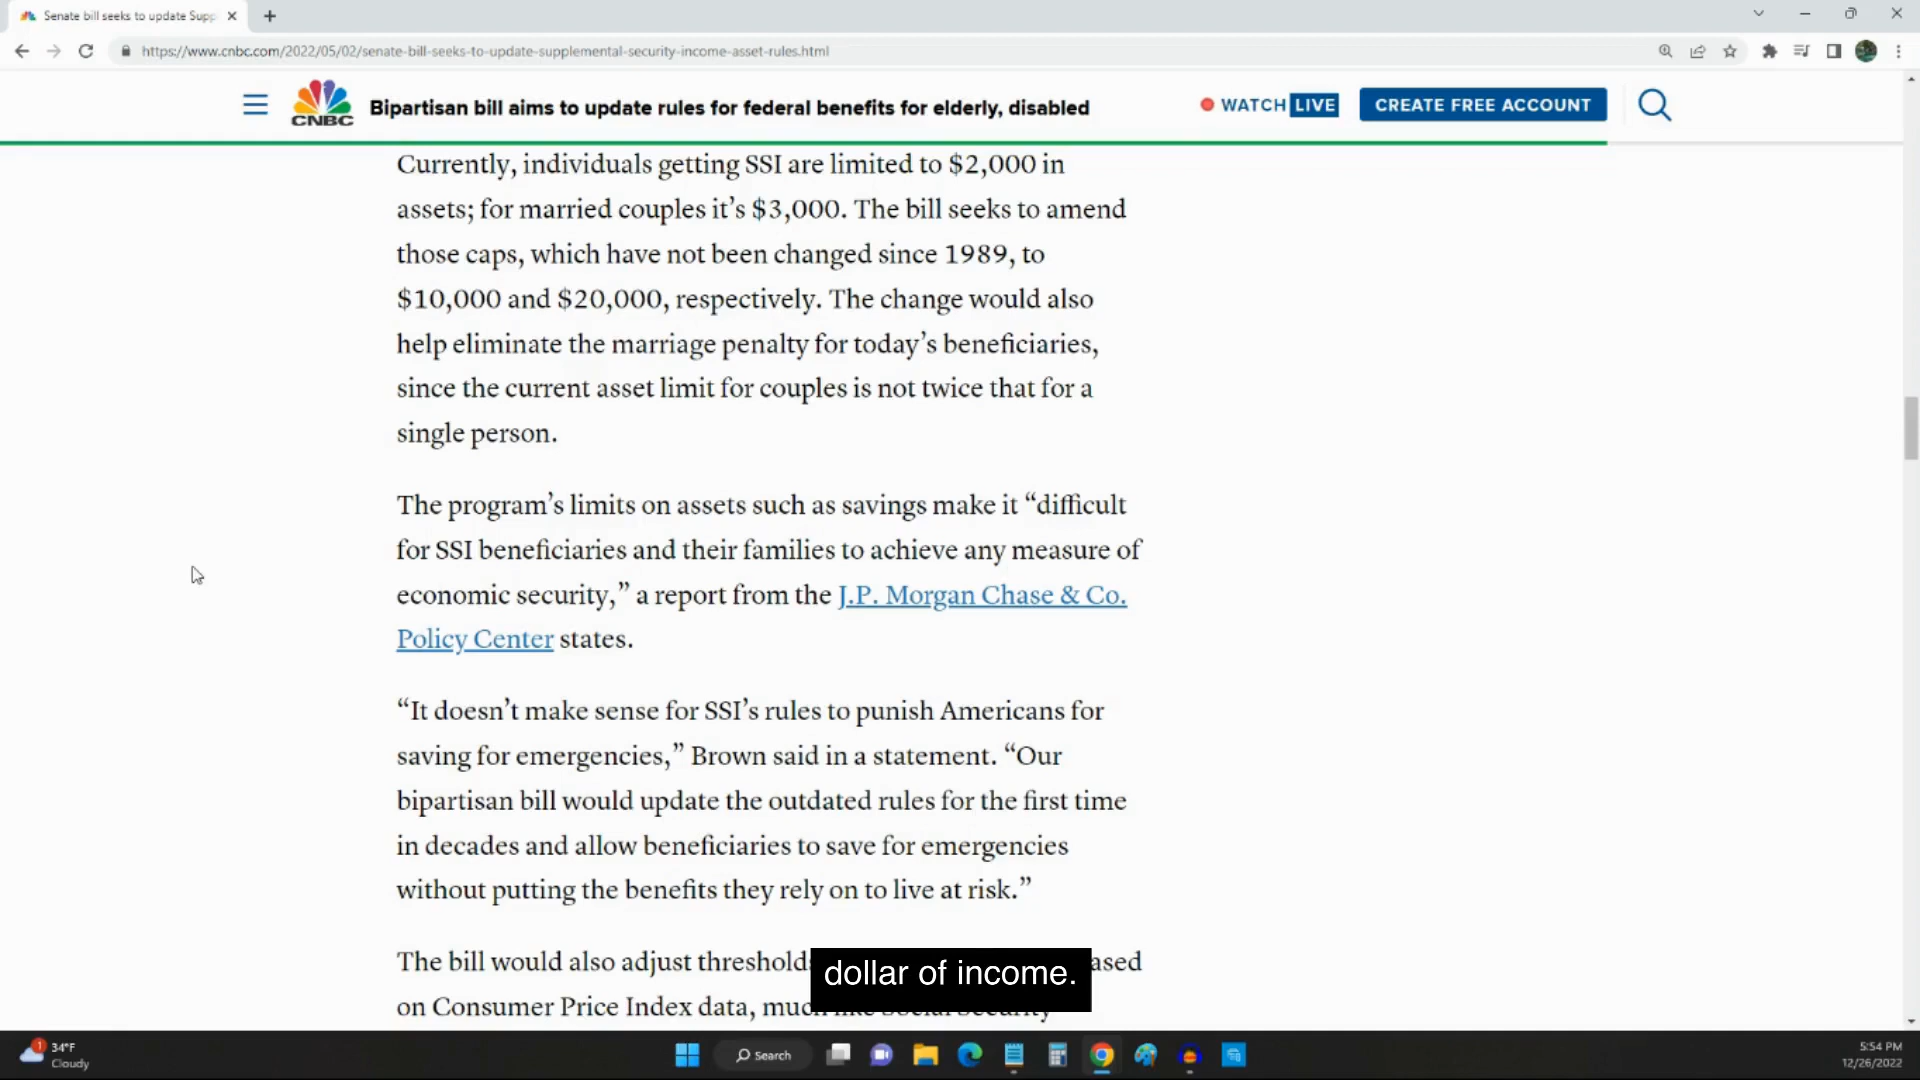 Senate bill seeks to update Supp
https://www.cnbc.com/2022/05/02/senate-bill-seeks-to-update-supplemental-security-income-asset-rules.html
CNBC
Bipartisan bill aims to update rules for federal benefits for elderly, disabled
WATCH LIVE
CREATE FREE ACCOUNT
Currently, individuals getting SSI are limited to $2,000 in
assets; for married couples it’s $3,000. The bill seeks to amend
those caps, which have not been changed since 1989, to
$10,000 and $20,000, respectively. The change would also
help eliminate the marriage penalty for today’s beneficiaries,
since the current asset limit for couples is not twice that for a
single person.
The program’s limits on assets such as savings make it “difficult
for SSI beneficiaries and their families to achieve any measure of
economic security,” a report from the J.P. Morgan Chase & Co.
Policy Center states.
“It doesn’t make sense for SSI’s rules to punish Americans for
saving for emergencies,” Brown said in a statement. “Our
bipartisan bill would update the outdated rules for the first time
in decades and allow beneficiaries to save for emergencies
without putting the benefits they rely on to live at risk.”
The bill would also adjust
dollar of income.
on Consumer Price Index data,
1
34°F
Cloudy
Search
5:54 PM
12/26/2022